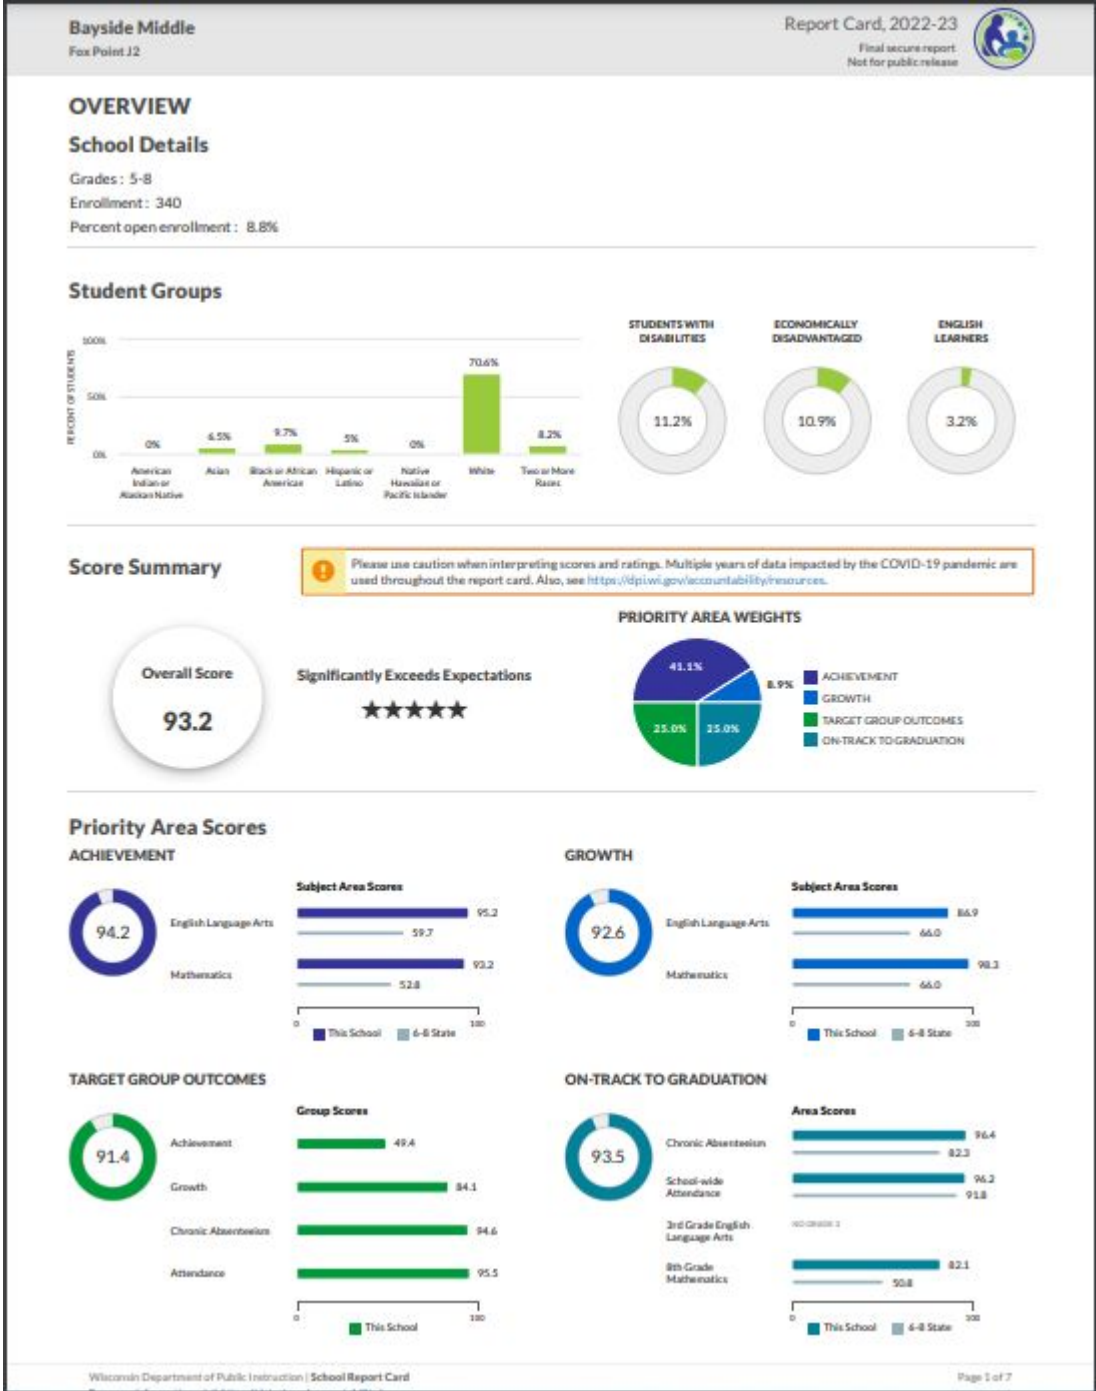 Bayside Middle
Fox Point J2
Report Card, 2022-23
Final secure report
Not for public release
OVERVIEW
School Details
Grades : 5-8
Enrollment : 340
Percent open enrollment : 8.8%
Student Groups
PERCENT OF STUDENTS
100%
50%
0%
0%
6.5%
9.7%
5%
0%
70.6%
8.2%
American Indian or Alaskan Native
Asian
Black or African American
Hispanic or Latino
Native Hawaiian or Pacific Islander
White
Two or More Races
STUDENTS WITH DISABILITIES
11.2%
ECONOMICALLY DISADVANTAGED
10.9%
ENGLISH LEARNERS
3.2%
Score Summary
Please use caution when interpreting scores and ratings. Multiple years of data impacted by the COVID-19 pandemic are
used throughout the report card. Also, see https://dpi.wi.gov/accountability/resources.
Overall Score
93.2
Significantly Exceeds Expectations
PRIORITY AREA WEIGHTS
41.1%
8.9%
25.0%
25.0%
ACHIEVEMENT
GROWTH
TARGET GROUP OUTCOMES
ON-TRACK TO GRADUATION
Priority Area Scores
ACHIEVEMENT
94.2
Subject Area Scores
English Language Arts
95.2
59.7
Mathematics
93.2
52.8
0
100
This School
6-8 State
GROWTH
92.6
Subject Area Scores
English Language Arts
86.9
66.0
Mathematics
98.3
66.0
0
100
This School
6-8 State
TARGET GROUP OUTCOMES
91.4
Group Scores
Achievement
49.4
Growth
84.1
Chronic Absenteeism
94.6
Attendance
95.5
0
100
This School
ON-TRACK TO GRADUATION
93.5
Area Scores
Chronic Absenteeism
96.4
82.3
School-wide
Attendance
96.2
91.8
3rd Grade English
Language Arts
NO GRADE 3
8th Grade
Mathematics
82.1
50.8
0
100
This School
6-8 State
Wisconsin Department of Public Instruction | School Report Card
Page 1 of 7